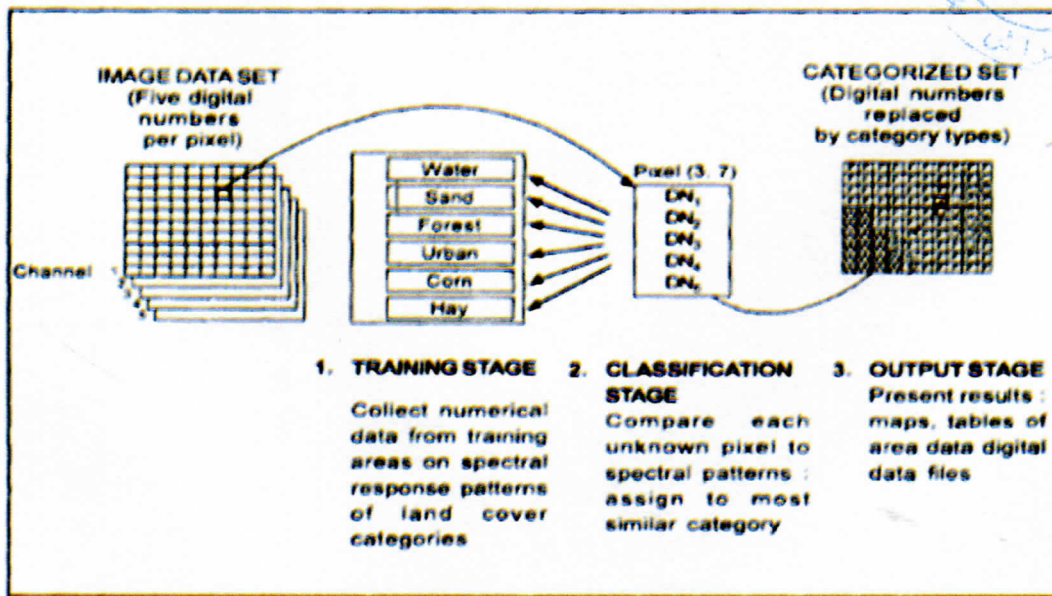 IMAGE DATA SET
(Five digital
numbers
per pixel)
CATEGORIZED SET
(Digital numbers
replaced
by category types)
Water
Sand
Forest
Urban
Corn
Hay
Pixel (3, 7)
DN₁
DN₂
DN₃
DN₄
DN₅
Channel 1
2
3
4
1. TRAINING STAGE
Collect numerical
data from training
areas on spectral
response patterns
of land cover
categories
2. CLASSIFICATION
STAGE
Compare each
unknown pixel to
spectral patterns :
assign to most
similar category
3. OUTPUT STAGE
Present results :
maps, tables of
area data digital
data files